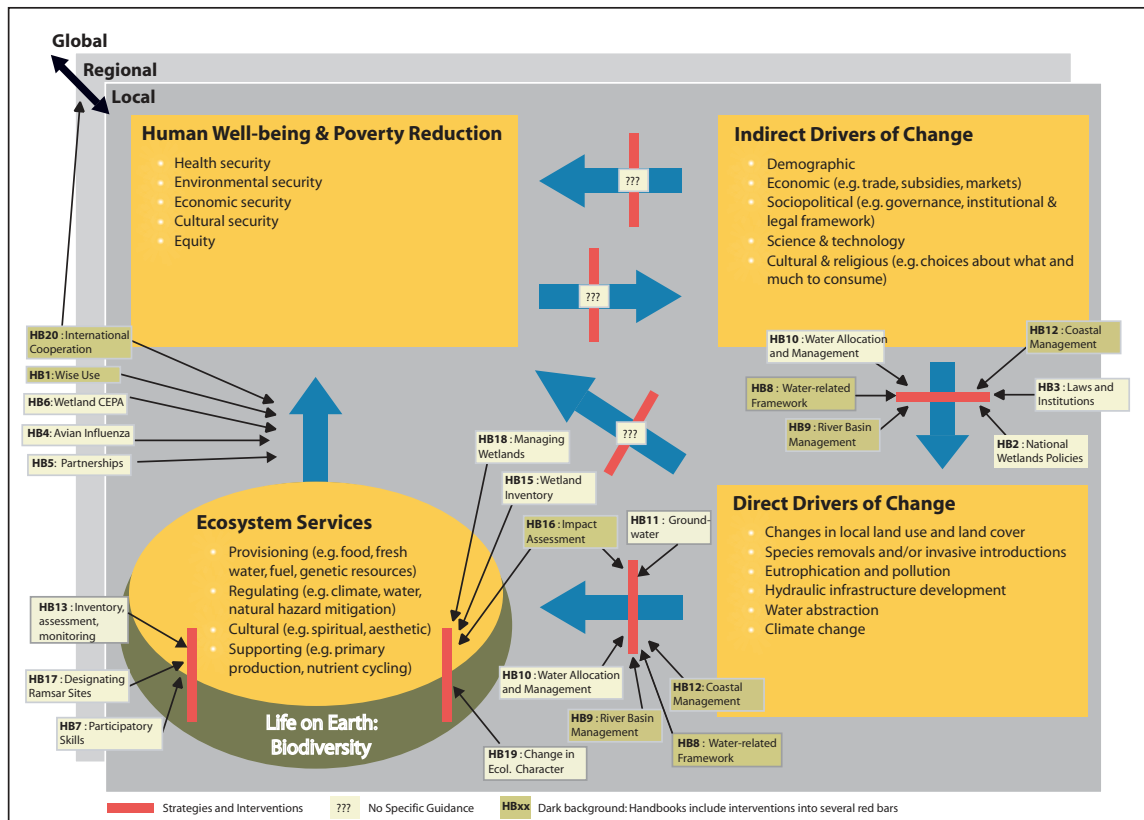 Global
Regional
Local
Human Well-being & Poverty Reduction
Health security
Environmental security
Economic security
Cultural security
Equity
???
Indirect Drivers of Change
Demographic
Economic (e.g. trade, subsidies, markets)
Sociopolitical (e.g. governance, institutional &
legal framework)
Science & technology
Cultural & religious (e.g. choices about what and
much to consume)
???
HB20 : International
Cooperation
HB1: Wise Use
HB6: Wetland CEPA
HB4: Avian Influenza
HB5: Partnerships
HB10 : Water Allocation
and Management
HB12 : Coastal
Management
HB8 : Water-related
Framework
HB3 : Laws and
Institutions
HB9 : River Basin
Management
HB2 : National
Wetlands Policies
???
HB18 : Managing
Wetlands
HB15 : Wetland
Inventory
HB16 : Impact
Assessment
HB11 : Ground-
water
Ecosystem Services
Provisioning (e.g. food, fresh
water, fuel, genetic resources)
Regulating (e.g. climate, water,
natural hazard mitigation)
Cultural (e.g. spiritual, aesthetic)
Supporting (e.g. primary
production, nutrient cycling)
Life on Earth:
Biodiversity
Direct Drivers of Change
Changes in local land use and land cover
Species removals and/or invasive introductions
Eutrophication and pollution
Hydraulic infrastructure development
Water abstraction
Climate change
HB13 : Inventory,
assessment,
monitoring
HB17 : Designating
Ramsar Sites
HB7 : Participatory
Skills
HB10 : Water Allocation
and Management
HB12 : Coastal
Management
HB9 : River Basin
Management
HB8 : Water-related
Framework
HB19 : Change in
Ecol. Character
Strategies and Interventions
??? No Specific Guidance
HBxx Dark background: Handbooks include interventions into several red bars